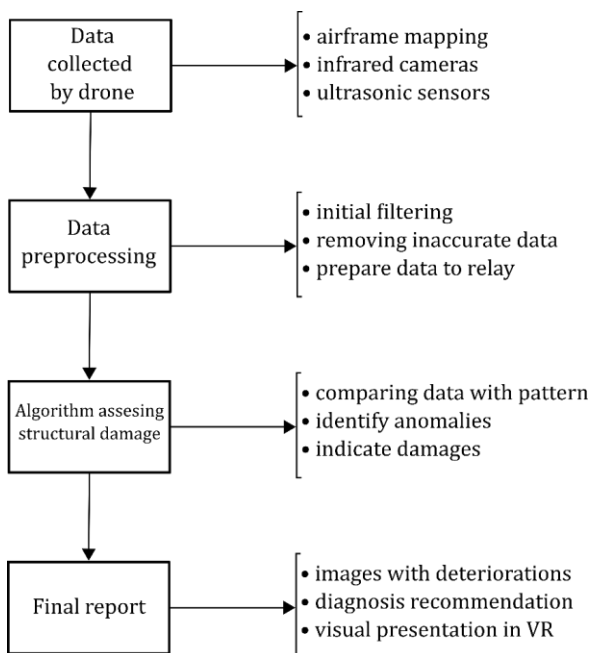 Data
collected
by drone
• airframe mapping
• infrared cameras
• ultrasonic sensors
Data
preprocessing
• initial filtering
• removing inaccurate data
• prepare data to relay
Algorithm assesing
structural damage
• comparing data with pattern
• identify anomalies
• indicate damages
Final report
• images with deteriorations
• diagnosis recommendation
• visual presentation in VR